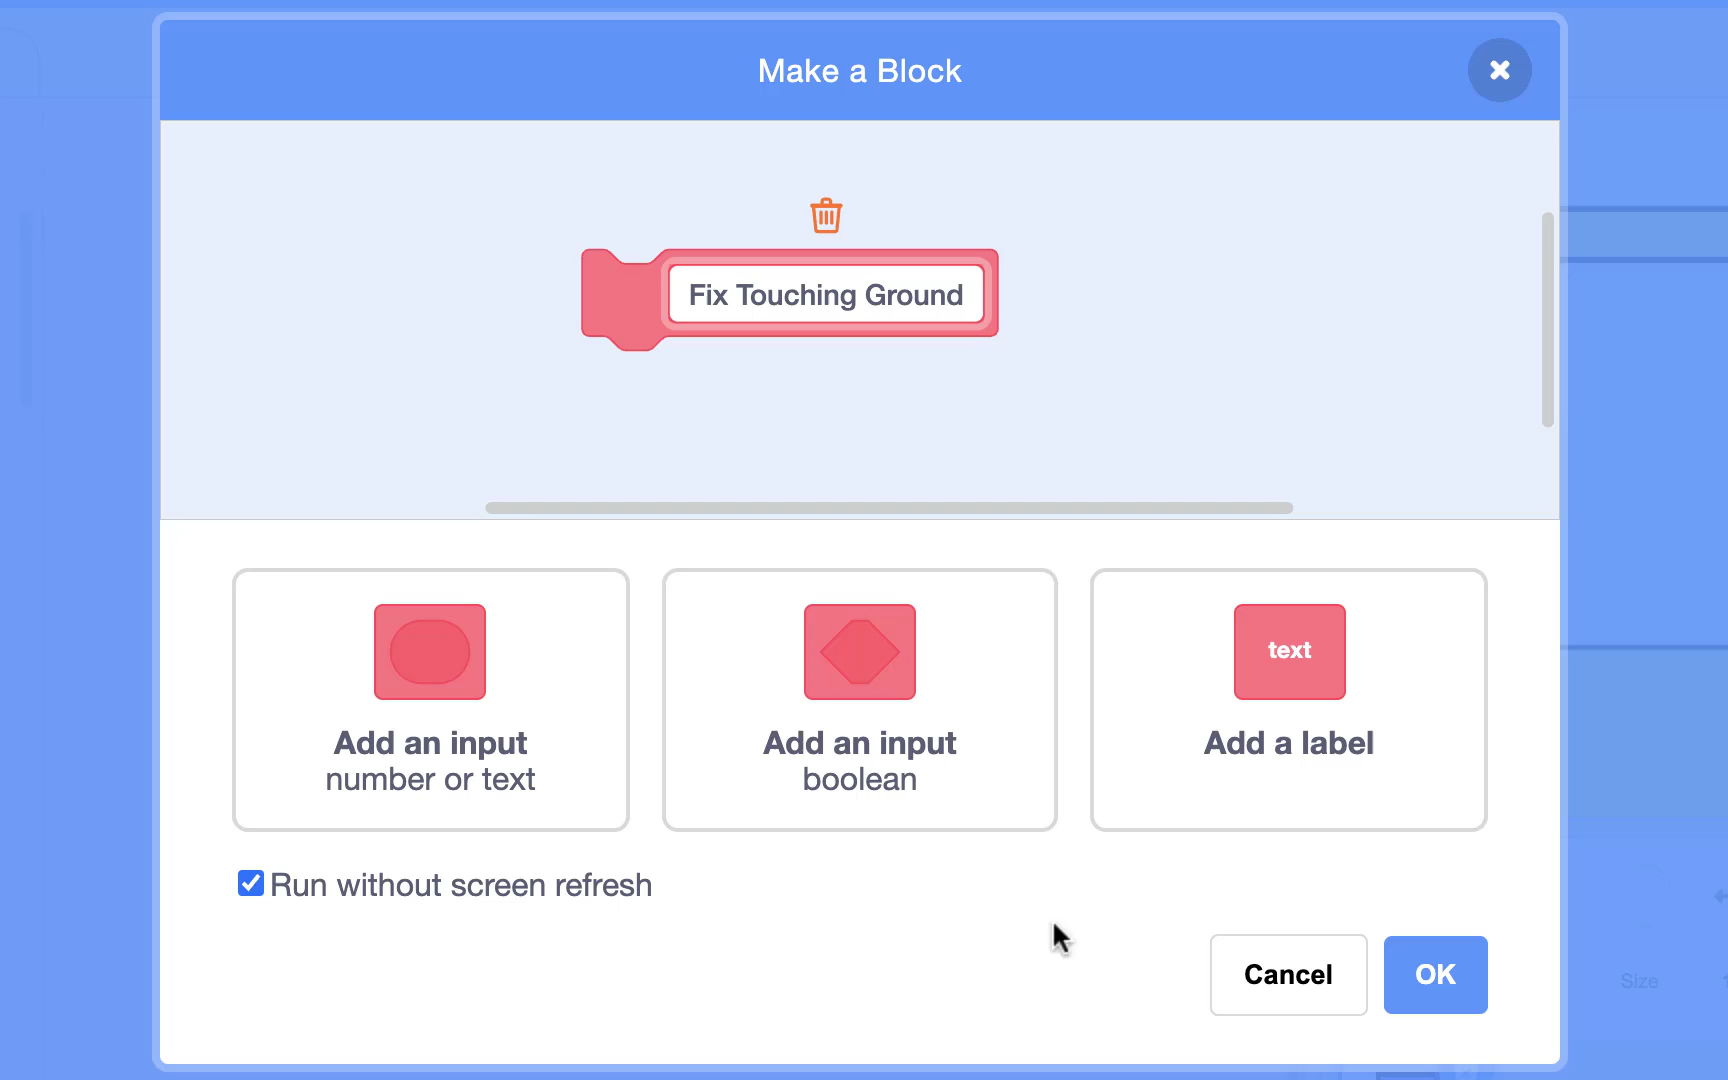 Make a Block
Fix Touching Ground
text
Add an input
number or text
Add an input
boolean
Add a label
Run without screen refresh
Size
Cancel
OK